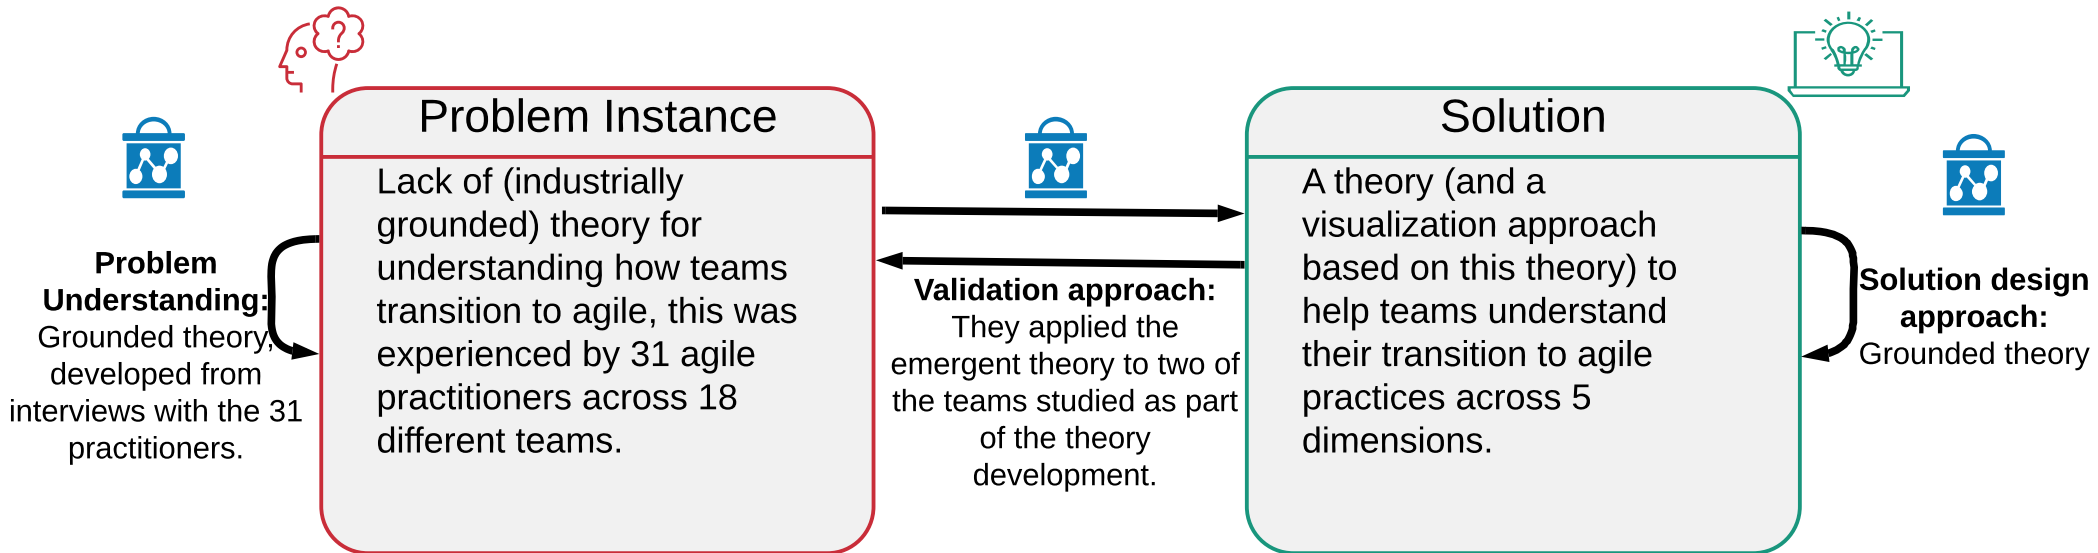 Problem Instance
Solution
Problem
Understanding:
Grounded theory,
developed from
interviews with the 31
practitioners.
Lack of (industrially
grounded) theory for
understanding how teams
transition to agile, this was
experienced by 31 agile
practitioners across 18
different teams.
Validation approach:
They applied the
emergent theory to two of
the teams studied as part
of the theory
development.
A theory (and a
visualization approach
based on this theory) to
help teams understand
their transition to agile
practices across 5
dimensions.
Solution design
approach:
Grounded theory
?